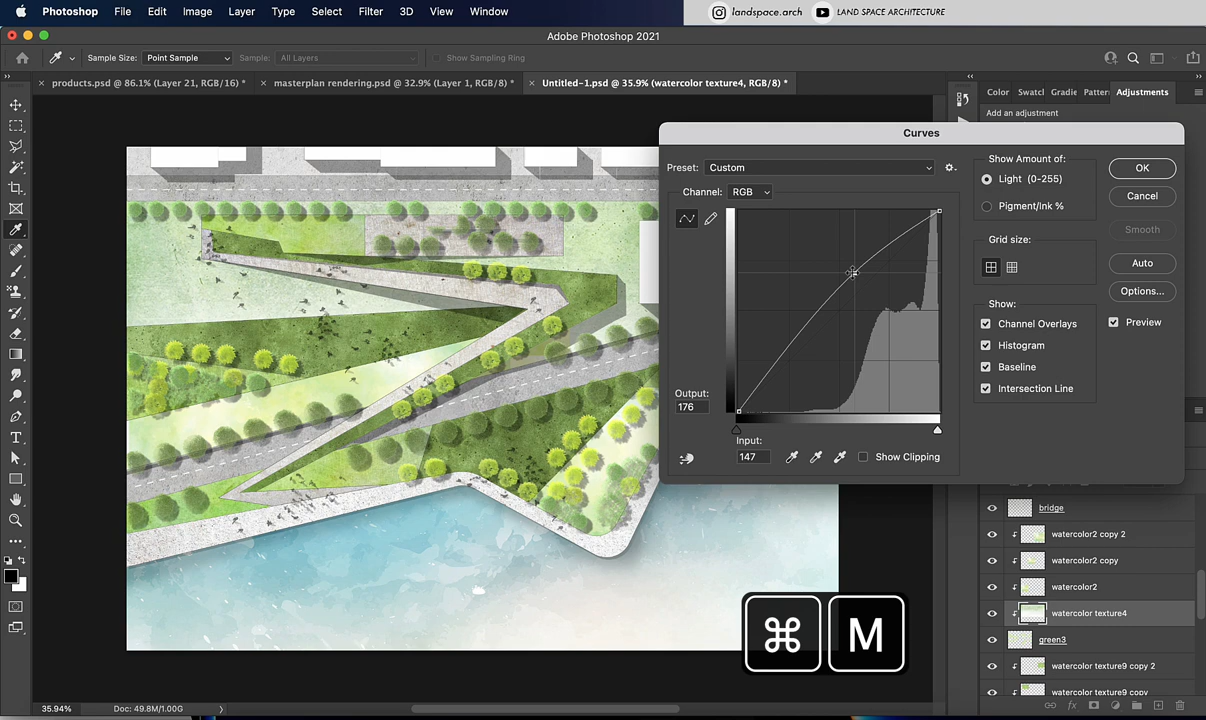 Photoshop File Edit Image Layer Type Select Filter 3D View Window
landspace.arch LAND SPACE ARCHITECTURE
Adobe Photoshop 2021
Sample Size: Point Sample Sample: All Layers Show Sampling Ring
products.psd @ 86.1% (Layer 21, RGB/16) * masterplan rendering.psd @ 32.9% (Layer 1, RGB/8) * Untitled-1.psd @ 35.9% (watercolor texture4, RGB/8) *
Color Swatcl Gradie Patteri Adjustments
Add an adjustment
Curves
Preset: Custom
Channel: RGB
Output:
176
Input:
147
Show Clipping
Show Amount of:
Light (0-255)
Pigment/Ink %
Grid size:
Show:
Channel Overlays
Histogram
Baseline
Intersection Line
OK
Cancel
Smooth
Auto
Options...
Preview
bridge
watercolor2 copy 2
watercolor2 copy
watercolor2
watercolor texture4
green3
watercolor texture9 copy 2
watercolor texture9 copy
fx
⌘ M
35.94% Doc: 49.8M/1.00G